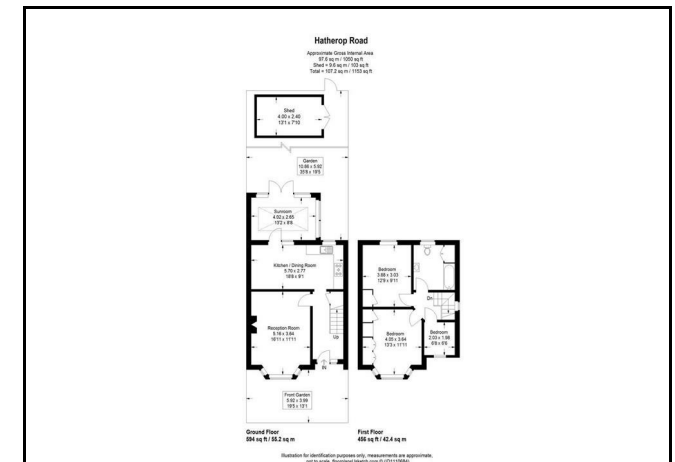 Hatherop Road
Approximate Gross Internal Area
97.6 sq m / 1050 sq ft
Shed = 9.6 sq m / 103 sq ft
Total = 107.2 sq m / 1153 sq ft
Shed
4.00 x 2.40
13'1 x 7'10
Garden
10.86 x 5.92
35'8 x 19'5
Sunroom
4.02 x 2.65
13'2 x 8'8
Kitchen / Dining Room
5.70 x 2.77
18'8 x 9'1
Reception Room
5.16 x 3.64
16'11 x 11'11
Up
IN
Front Garden
5.92 x 3.99
19'5 x 13'1
Bedroom
3.88 x 3.03
12'9 x 9'11
Dn
Bedroom
4.05 x 3.64
13'3 x 11'11
Bedroom
2.03 x 1.98
6'8 x 6'6
Ground Floor
594 sq ft / 55.2 sq m
First Floor
456 sq ft / 42.4 sq m
Illustration for identification purposes only, measurements are approximate,
not to scale.